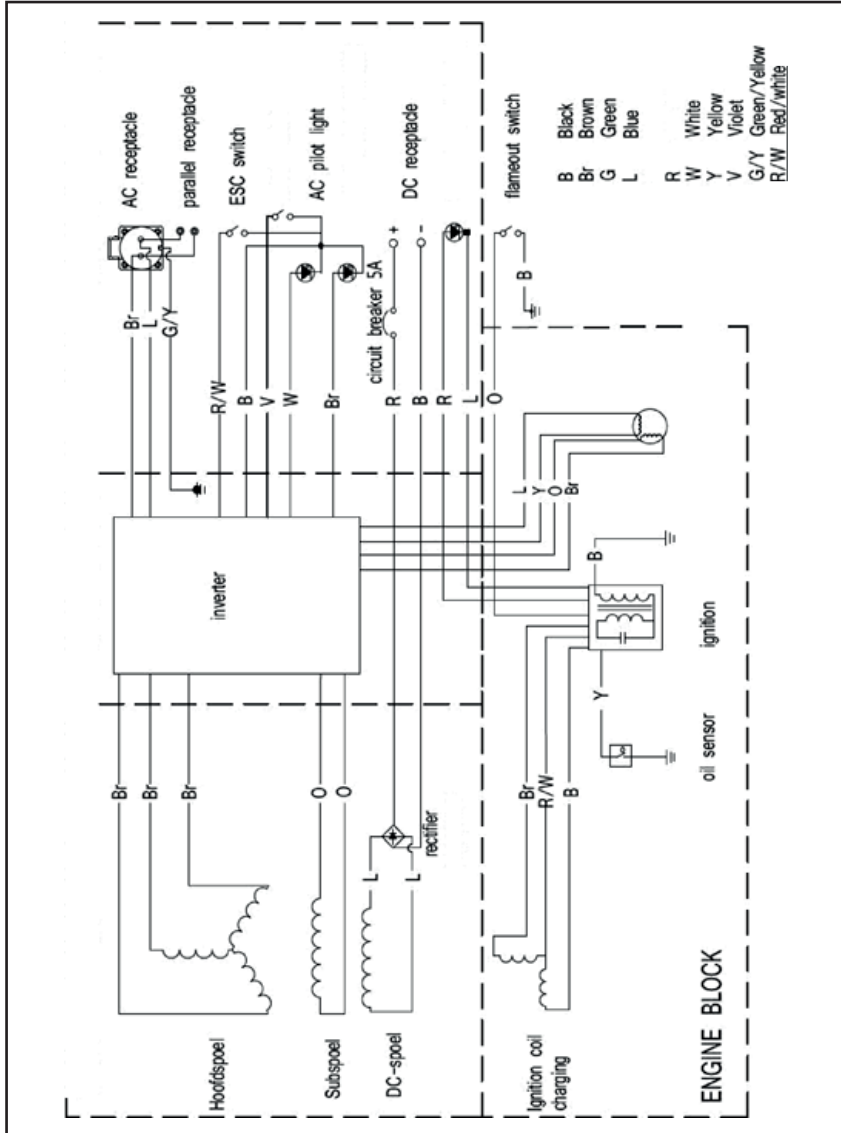 AC receptacle
parallel receptacle
ESC switch
AC pilot light
DC receptacle
flameout switch
Br
L
G/Y
R/W
B
V
W
Br
circuit breaker 5A
+
-
R
B
R
L
O
B
B Black
Br Brown
G Green
L Blue
R
W White
Y Yellow
V Violet
G/Y Green/Yellow
R/W Red/white
inverter
L
Y
O
Br
B
ignition
Y
oil sensor
Br
Br
Br
O
O
L
L
rectifier
Br
R/W
B
Hoofdspoel
Subspoel
DC-spoel
Ignition coil
charging
ENGINE BLOCK